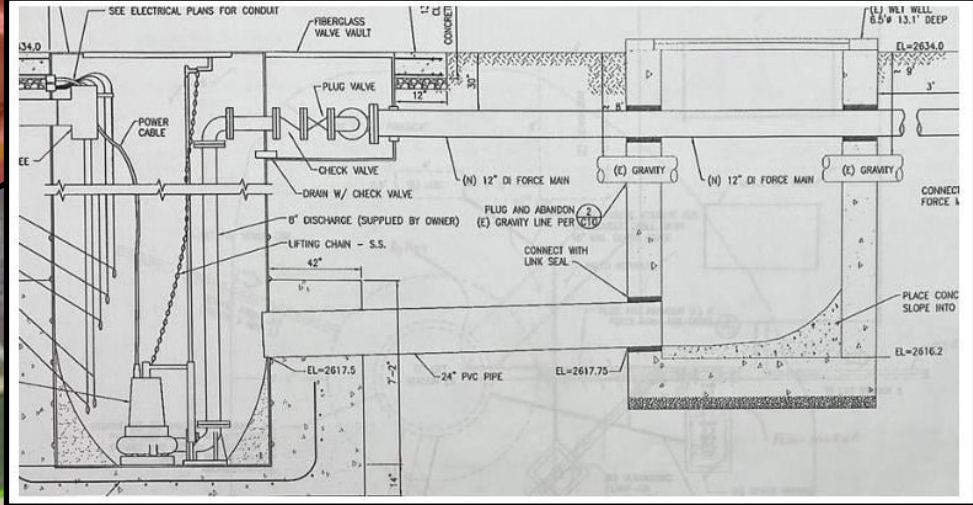 SEE ELECTRICAL PLANS FOR CONDUIT
FIBERGLASS
VALVE VAULT
CONCRETE
(E) WET WELL
6.5'ø 13.1' DEEP
EL=2634.0
~ 9'
3'
30"
12"
~ 8'
PLUG VALVE
POWER
CABLE
CHECK VALVE
DRAIN W/ CHECK VALVE
(N) 12" DI FORCE MAIN
(E) GRAVITY
(N) 12" DI FORCE MAIN
(E) GRAVITY
PLUG AND ABANDON
(E) GRAVITY LINE PER
2
C10
8" DISCHARGE (SUPPLIED BY OWNER)
LIFTING CHAIN - S.S.
CONNECT WITH
LINK SEAL
42"
7'-2"
14"
EL=2617.5
24" PVC PIPE
EL=2617.75
PLACE CONC
SLOPE INTO
EL=2616.2